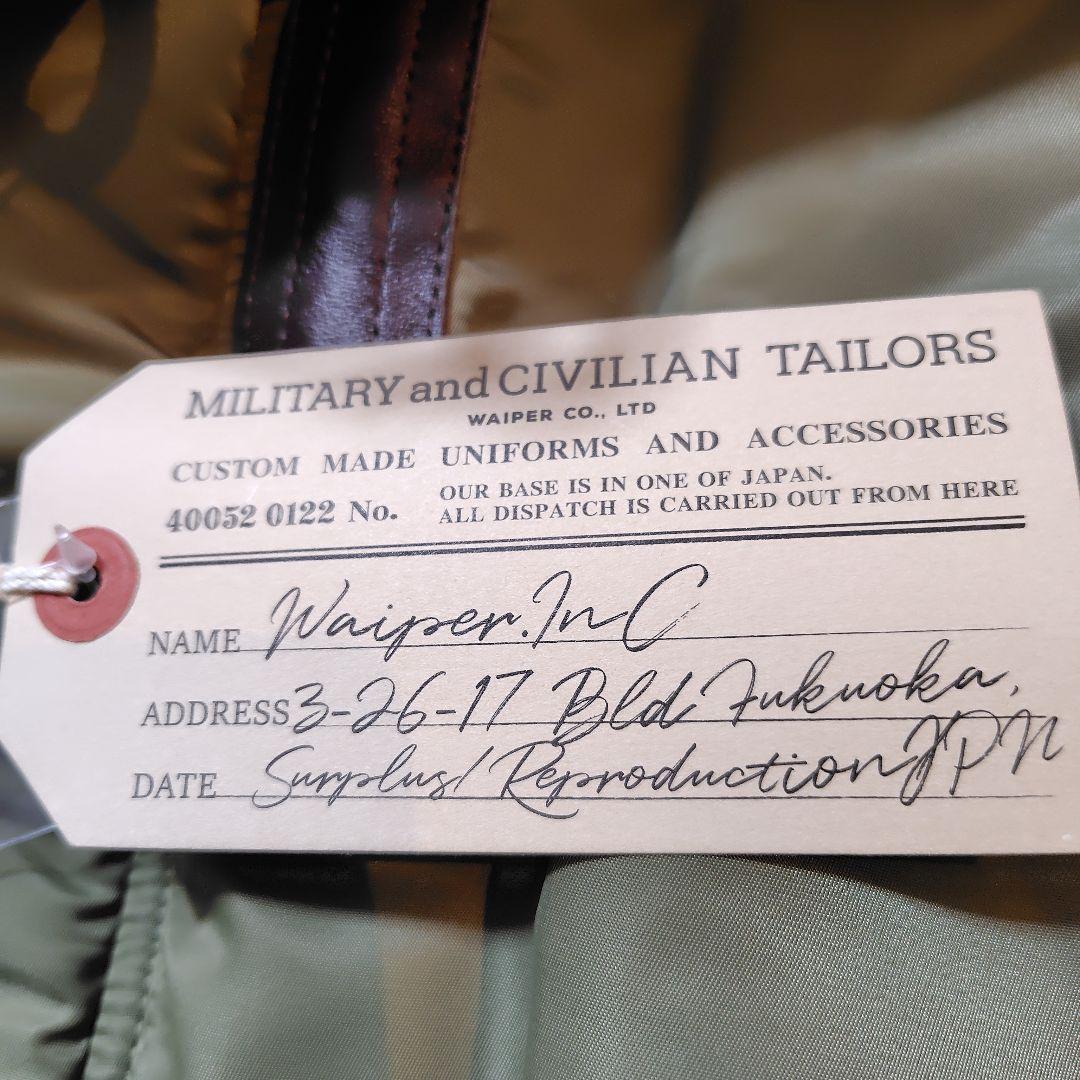 MILITARY and CIVILIAN TAILORS
WAIPER CO., LTD
CUSTOM MADE UNIFORMS AND ACCESSORIES
40052 0122 No.
OUR BASE IS IN ONE OF JAPAN.
ALL DISPATCH IS CARRIED OUT FROM HERE
NAME Waiper.InC
ADDRESS 3-26-17 Bld Fukuoka,
DATE Surplus/ReproductionJPN